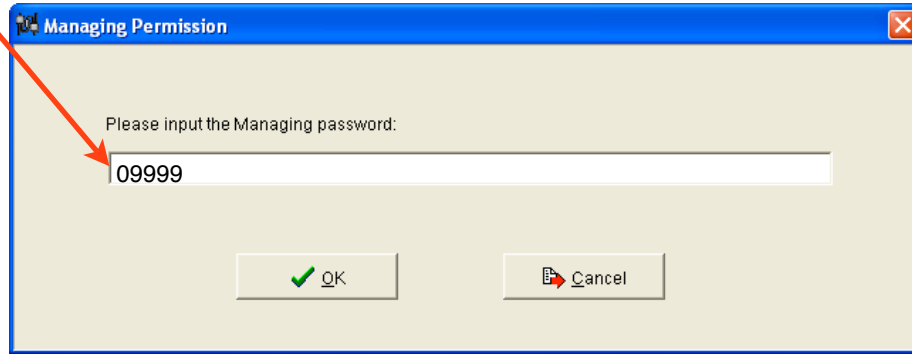 Managing Permission
Please input the Managing password:
09999
OK
Cancel